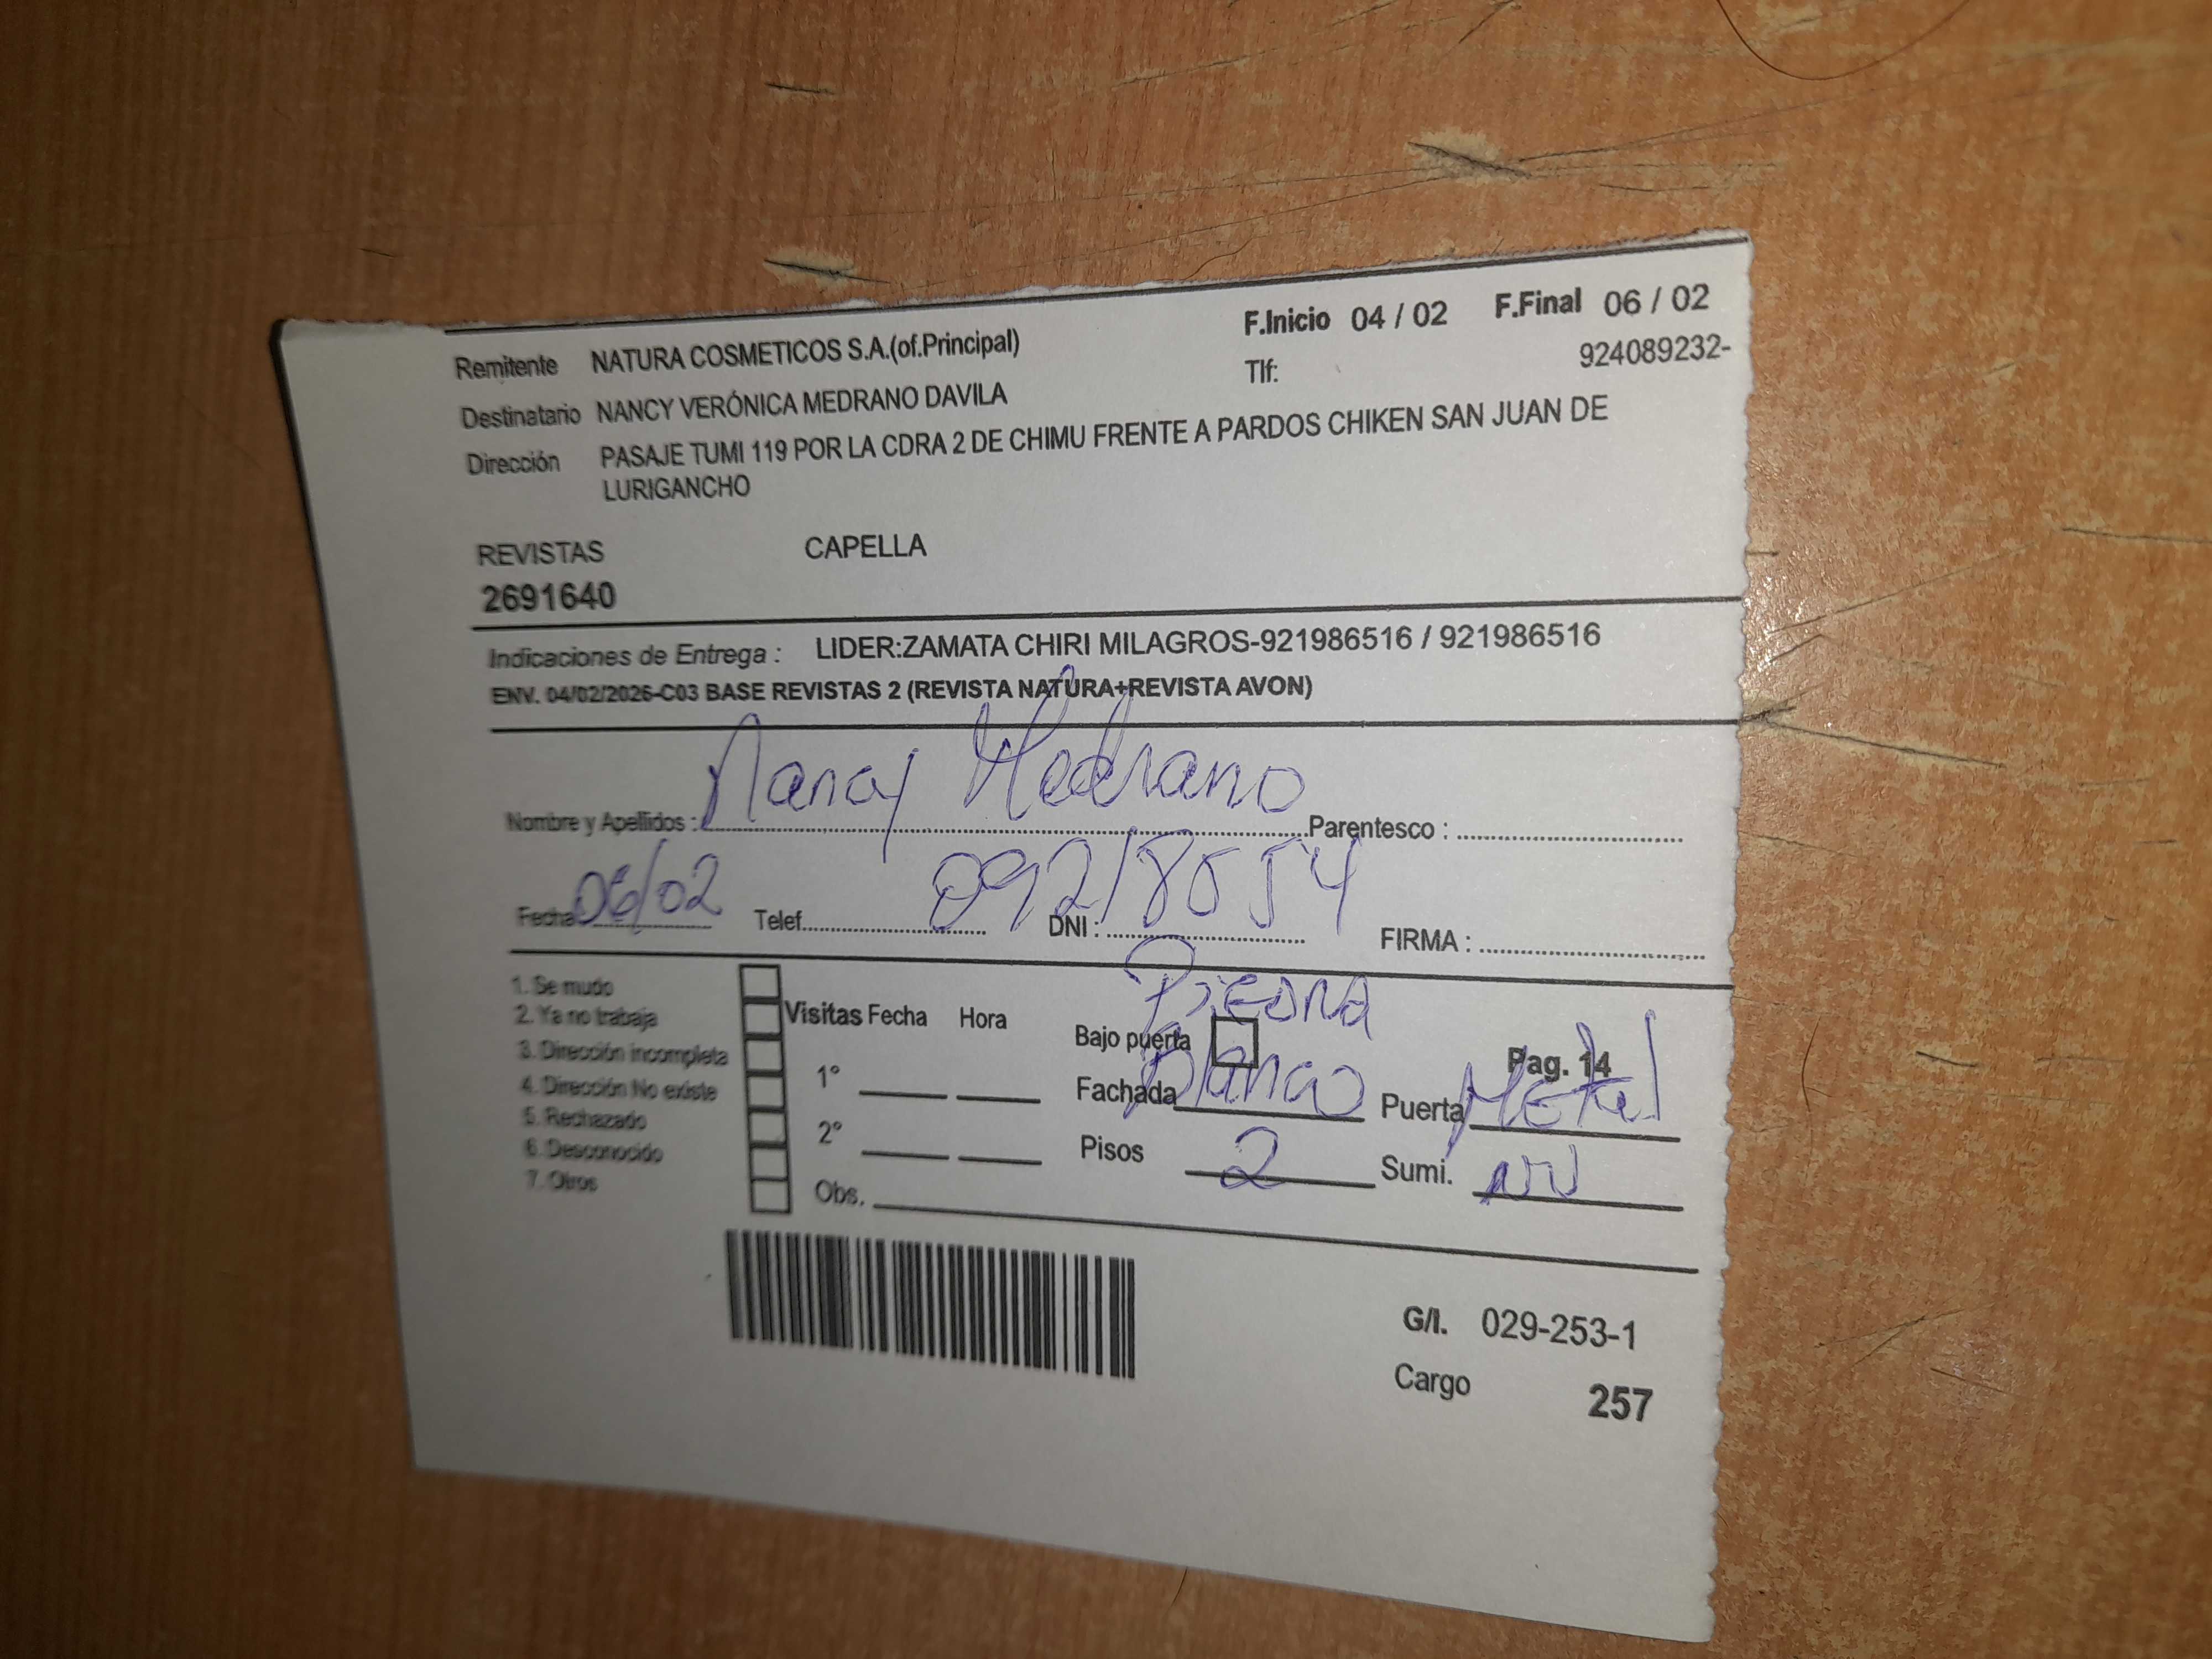 Remitente NATURA COSMETICOS S.A.(of.Principal) F.Inicio 04 / 02 F.Final 06 / 02
Destinatario NANCY VERÓNICA MEDRANO DAVILA Tlf: 924089232-
Dirección PASAJE TUMI 119 POR LA CDRA 2 DE CHIMU FRENTE A PARDOS CHIKEN SAN JUAN DE
LURIGANCHO
REVISTAS CAPELLA
2691640
Indicaciones de Entrega : LIDER:ZAMATA CHIRI MILAGROS-921986516 / 921986516
ENV. 04/02/2026-C03 BASE REVISTAS 2 (REVISTA NATURA+REVISTA AVON)
Nombre y Apellidos : Nancy Medrano Parentesco :
Fecha 06/02 Telef. DNI : FIRMA :
1. Se mudo
2. Ya no trabaja
3. Dirección incompleta
4. Dirección No existe
5. Rechazado
6. Desconocido
7. Otros
Visitas Fecha Hora
1°
2°
Obs.
Piedra
Bajo puerta Pag. 14
Fachada Blanco Puerta Metal
Pisos 2 Sumi.
G/I. 029-253-1
Cargo 257